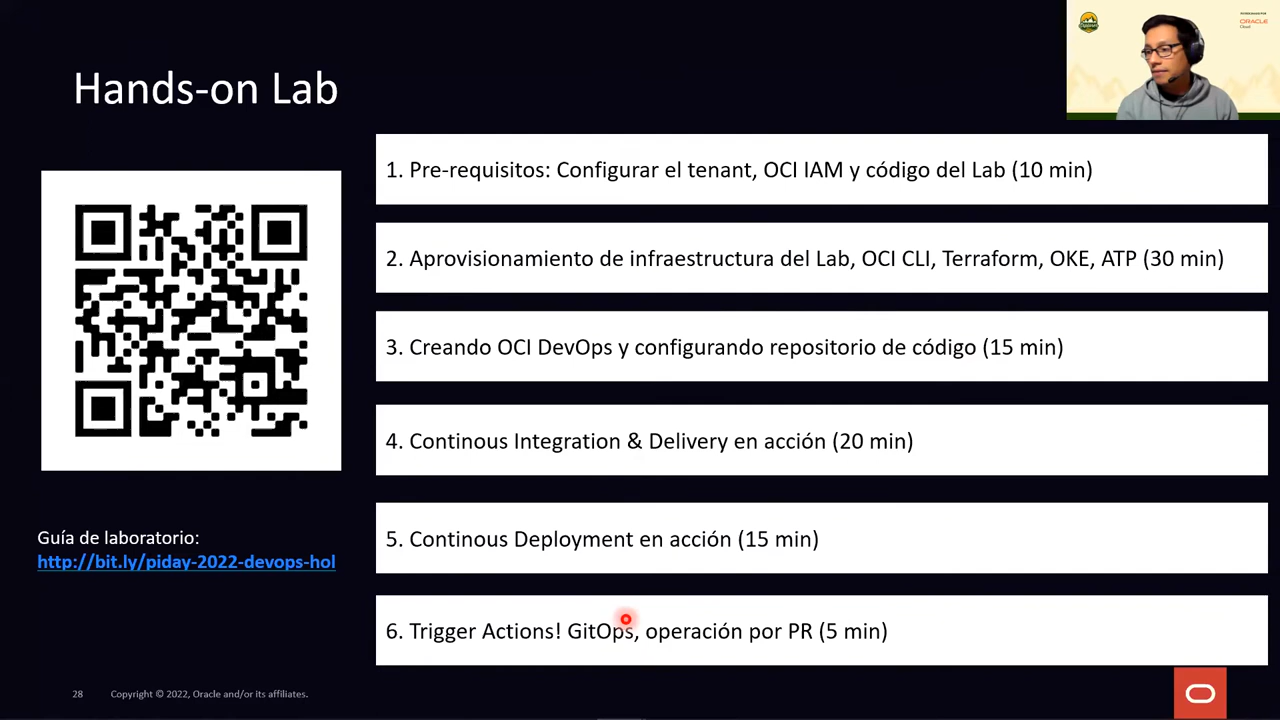 ORACLE
Cloud
Hands-on Lab
1. Pre-requisitos: Configurar el tenant, OCI IAM y código del Lab (10 min)
2. Aprovisionamiento de infraestructura del Lab, OCI CLI, Terraform, OKE, ATP (30 min)
3. Creando OCI DevOps y configurando repositorio de código (15 min)
4. Continous Integration & Delivery en acción (20 min)
5. Continous Deployment en acción (15 min)
6. Trigger Actions! GitOps, operación por PR (5 min)
Guía de laboratorio:
http://bit.ly/piday-2022-devops-hol
28 Copyright © 2022, Oracle and/or its affiliates.